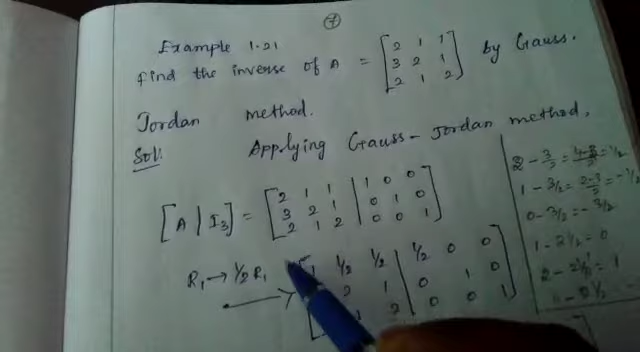 7
Example 1.21
Find the inverse of A = [2 1 1
3 2 1
2 1 2] by Gauss.
Jordan method.
Sol: Applying Gauss - Jordan method,
[A | I3] = [2 1 1 | 1 0 0
3 2 1 | 0 1 0
2 1 2 | 0 0 1]
R1 → 1/2 R1 [1 1/2 1/2 | 1/2 0 0
2 1 | 0 1 0
2 | 0 0 1]
2 - 3/2 = 4-3/2 = 1/2
1 - 3/2 = 2-3/2 = -1/2
0 - 3/2 = -3/2
1 - 2 1/2 = 0
2 - 2 1/2 = 1